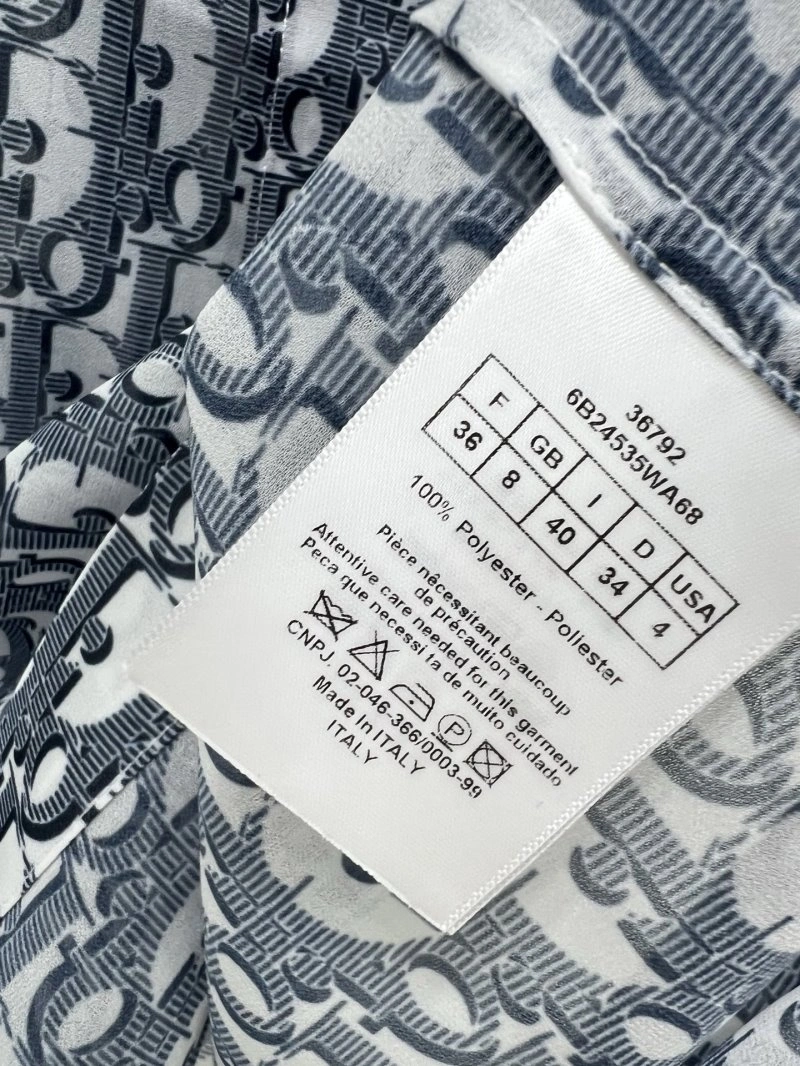 36792
6B24535WA68
F GB I D USA
36 8 40 34 4
100% Polyester - Poliester
Pièce nécessitant beaucoup
de précaution
Attentive care needed for this garment
Peca que necessi ta de muito cuidado
CNPJ. 02-046-366/0003-99
Made In ITALY
ITALY